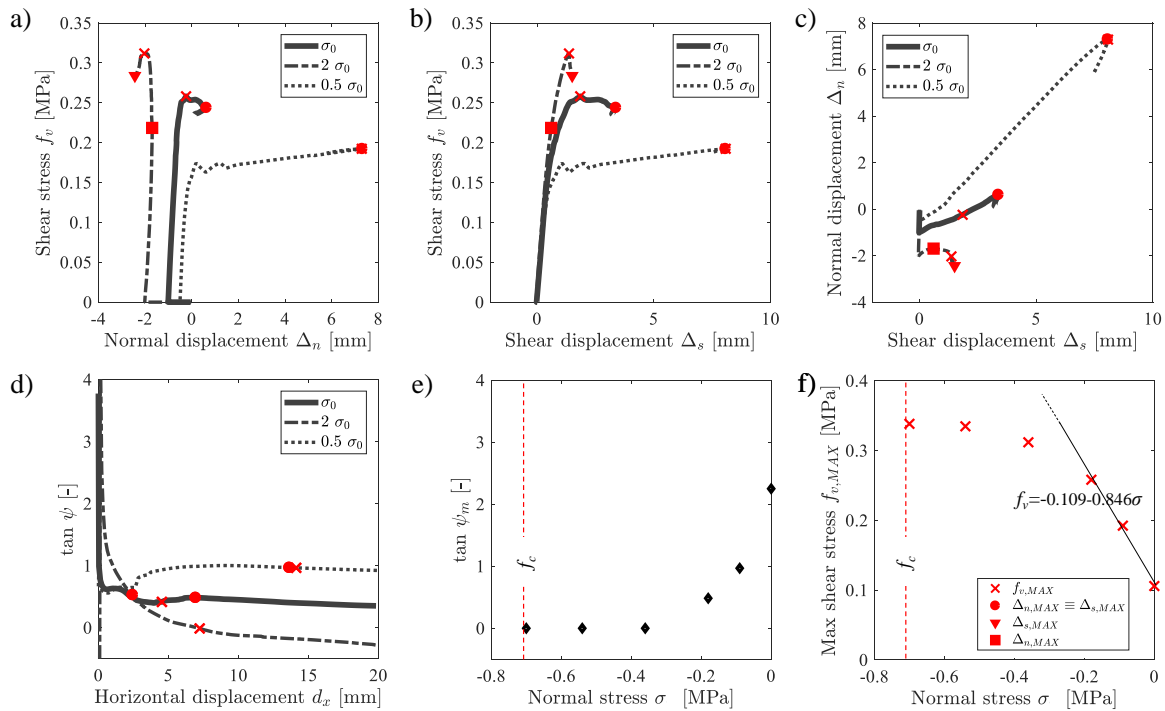 a)
Shear stress f_v [MPa]
0.35
0.3
0.25
0.2
0.15
0.1
0.05
0
σ_0
2 σ_0
0.5 σ_0
-4 -2 0 2 4 6 8
Normal displacement Δ_n [mm]
b)
Shear stress f_v [MPa]
0.35
0.3
0.25
0.2
0.15
0.1
0.05
0
σ_0
2 σ_0
0.5 σ_0
0 5 10
Shear displacement Δ_s [mm]
c)
Normal displacement Δ_n [mm]
10
8
6
4
2
0
-2
-4
σ_0
2 σ_0
0.5 σ_0
0 5 10
Shear displacement Δ_s [mm]
d)
tan ψ [-]
4
3
2
1
0
σ_0
2 σ_0
0.5 σ_0
0 5 10 15 20
Horizontal displacement d_x [mm]
e)
tan ψ_m [-]
4
3
2
1
0
f_c
-0.8 -0.6 -0.4 -0.2 0
Normal stress σ [MPa]
f)
Max shear stress f_{v,MAX} [MPa]
0.4
0.3
0.2
0.1
0
f_c
f_v=-0.109-0.846σ
f_{v,MAX}
Δ_{n,MAX} ≡ Δ_{s,MAX}
Δ_{s,MAX}
Δ_{n,MAX}
-0.8 -0.6 -0.4 -0.2 0
Normal stress σ [MPa]